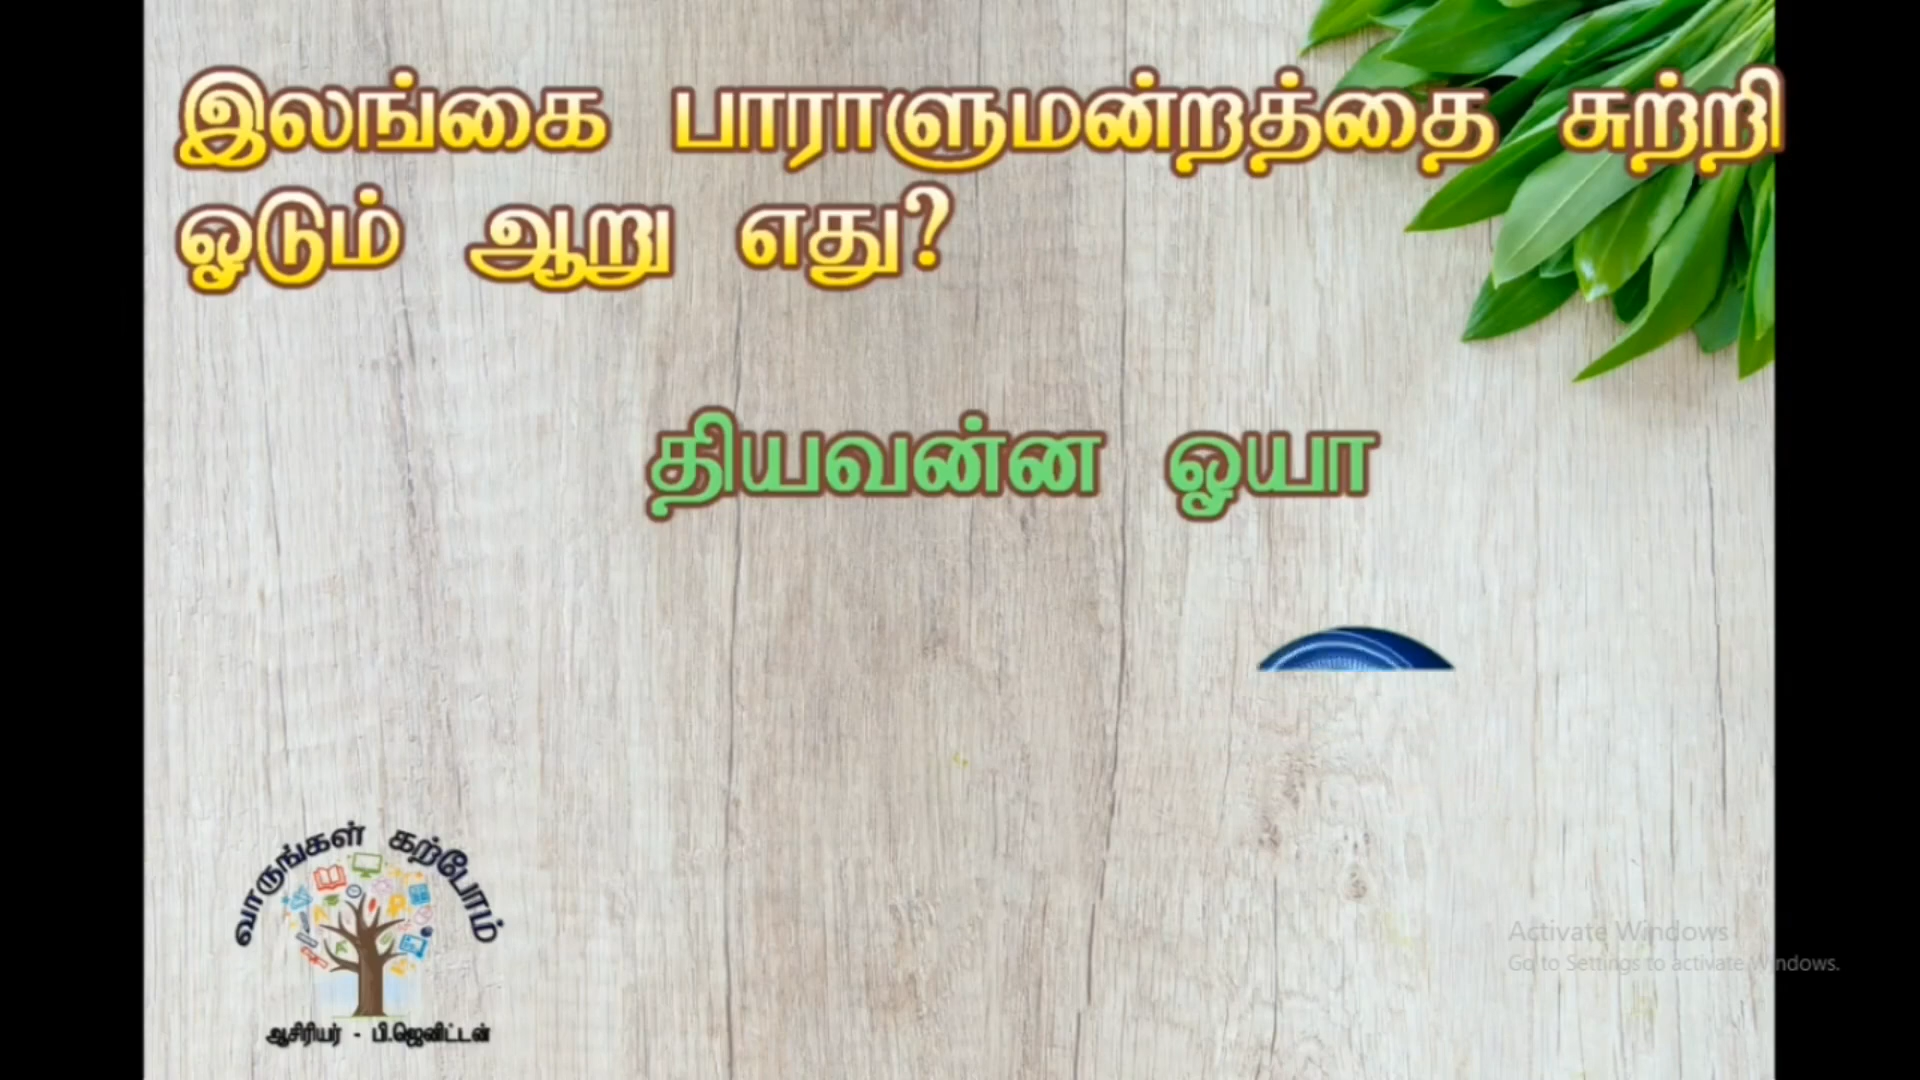 இலங்கை பாராளுமன்றத்தை சுற்றி
ஓடும் ஆறு எது?
தியவன்ன ஓயா
வாருங்கள் கற்போம்
ஆசிரியர் - பி.ஜெனிட்டன்
Activate Windows
Go to Settings to activate Windows.